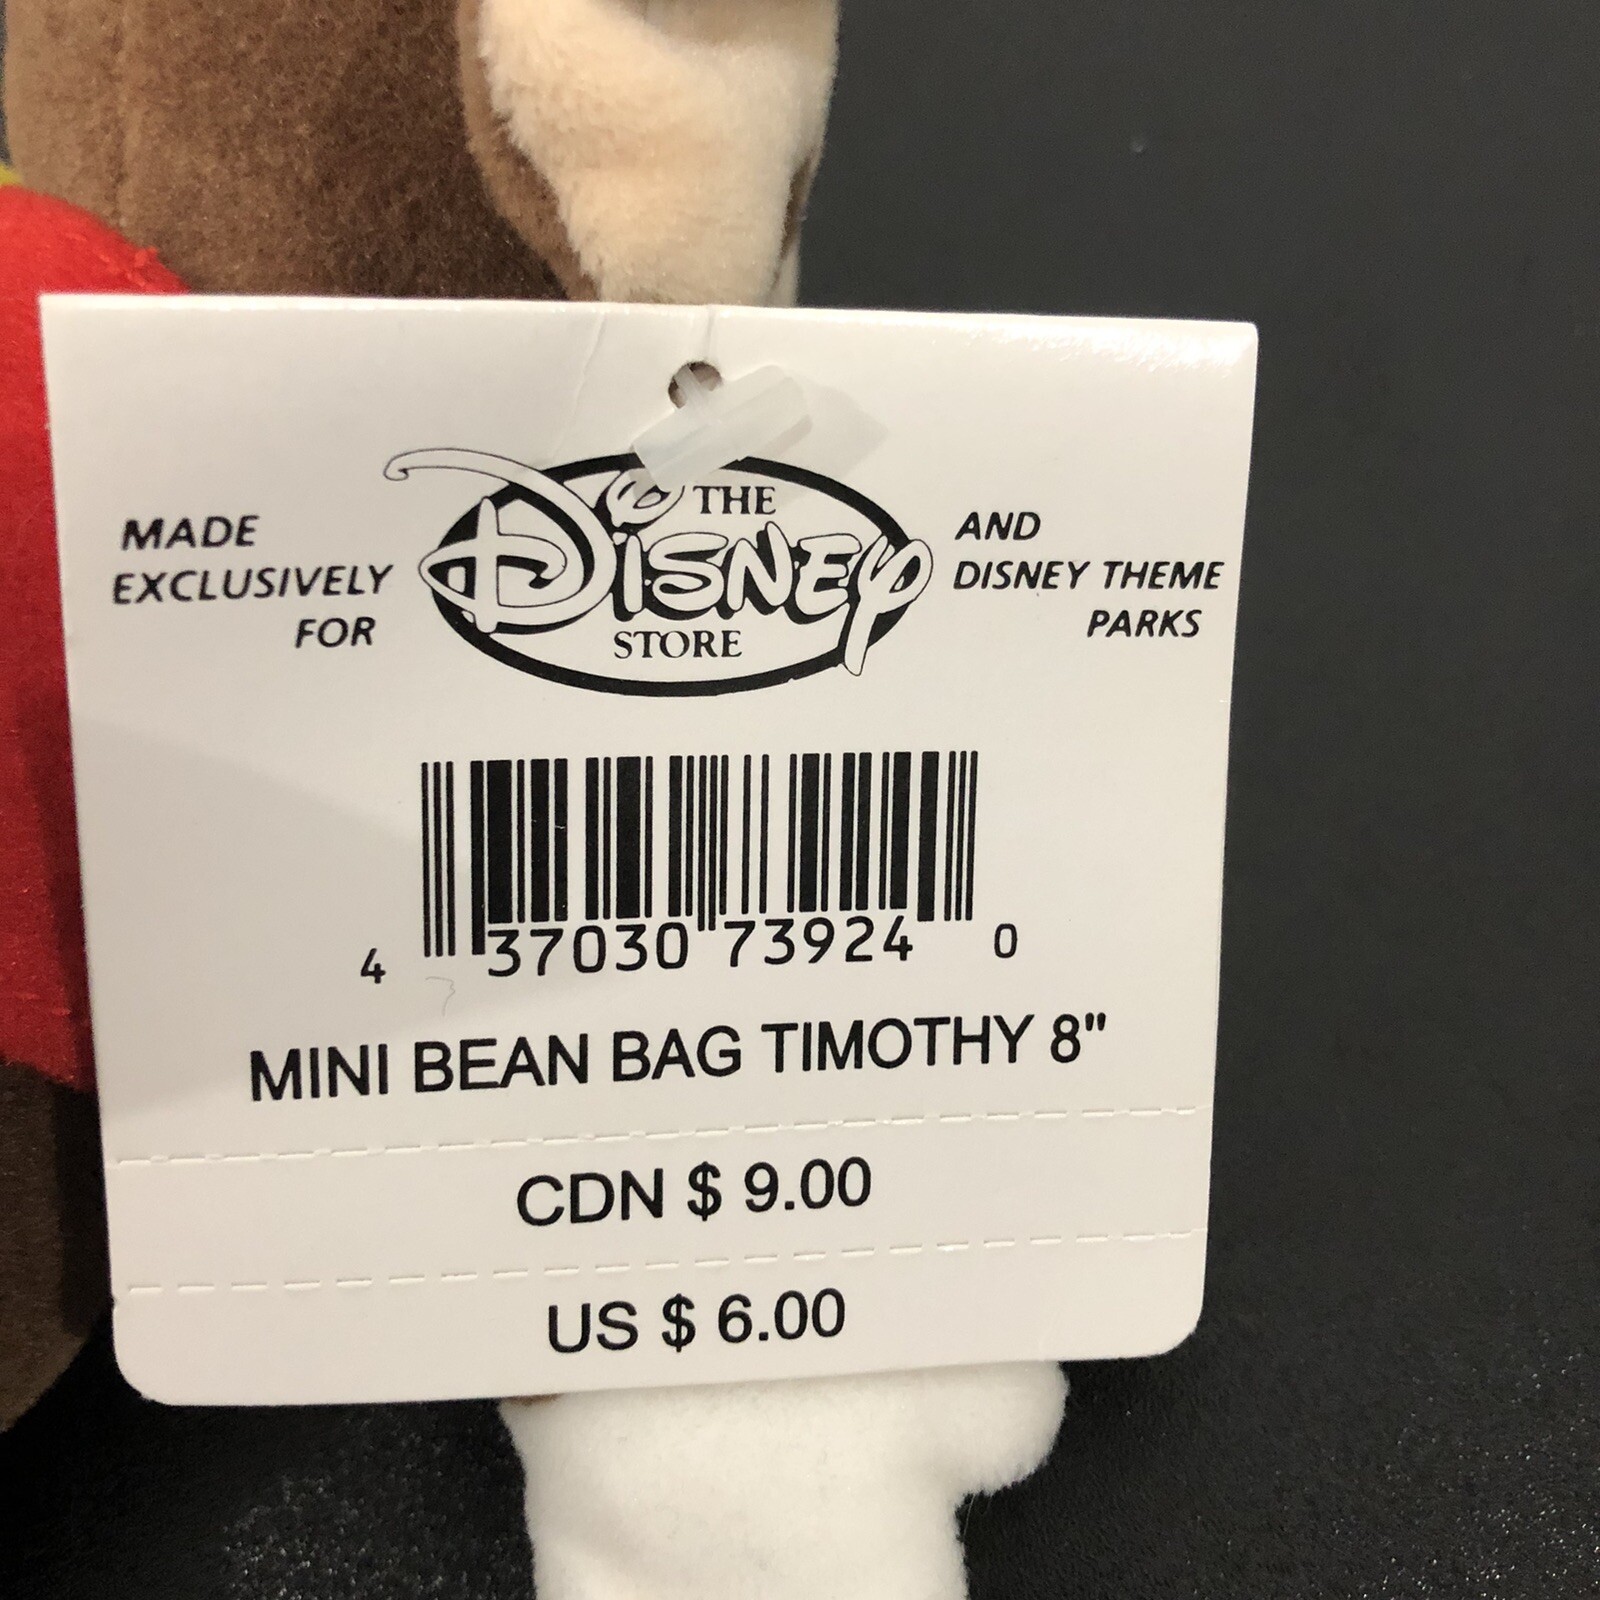 MADE
EXCLUSIVELY
FOR
THE
DISNEY
STORE
AND
DISNEY THEME
PARKS
4 37030 73924 0
MINI BEAN BAG TIMOTHY 8"
CDN $ 9.00
US $ 6.00